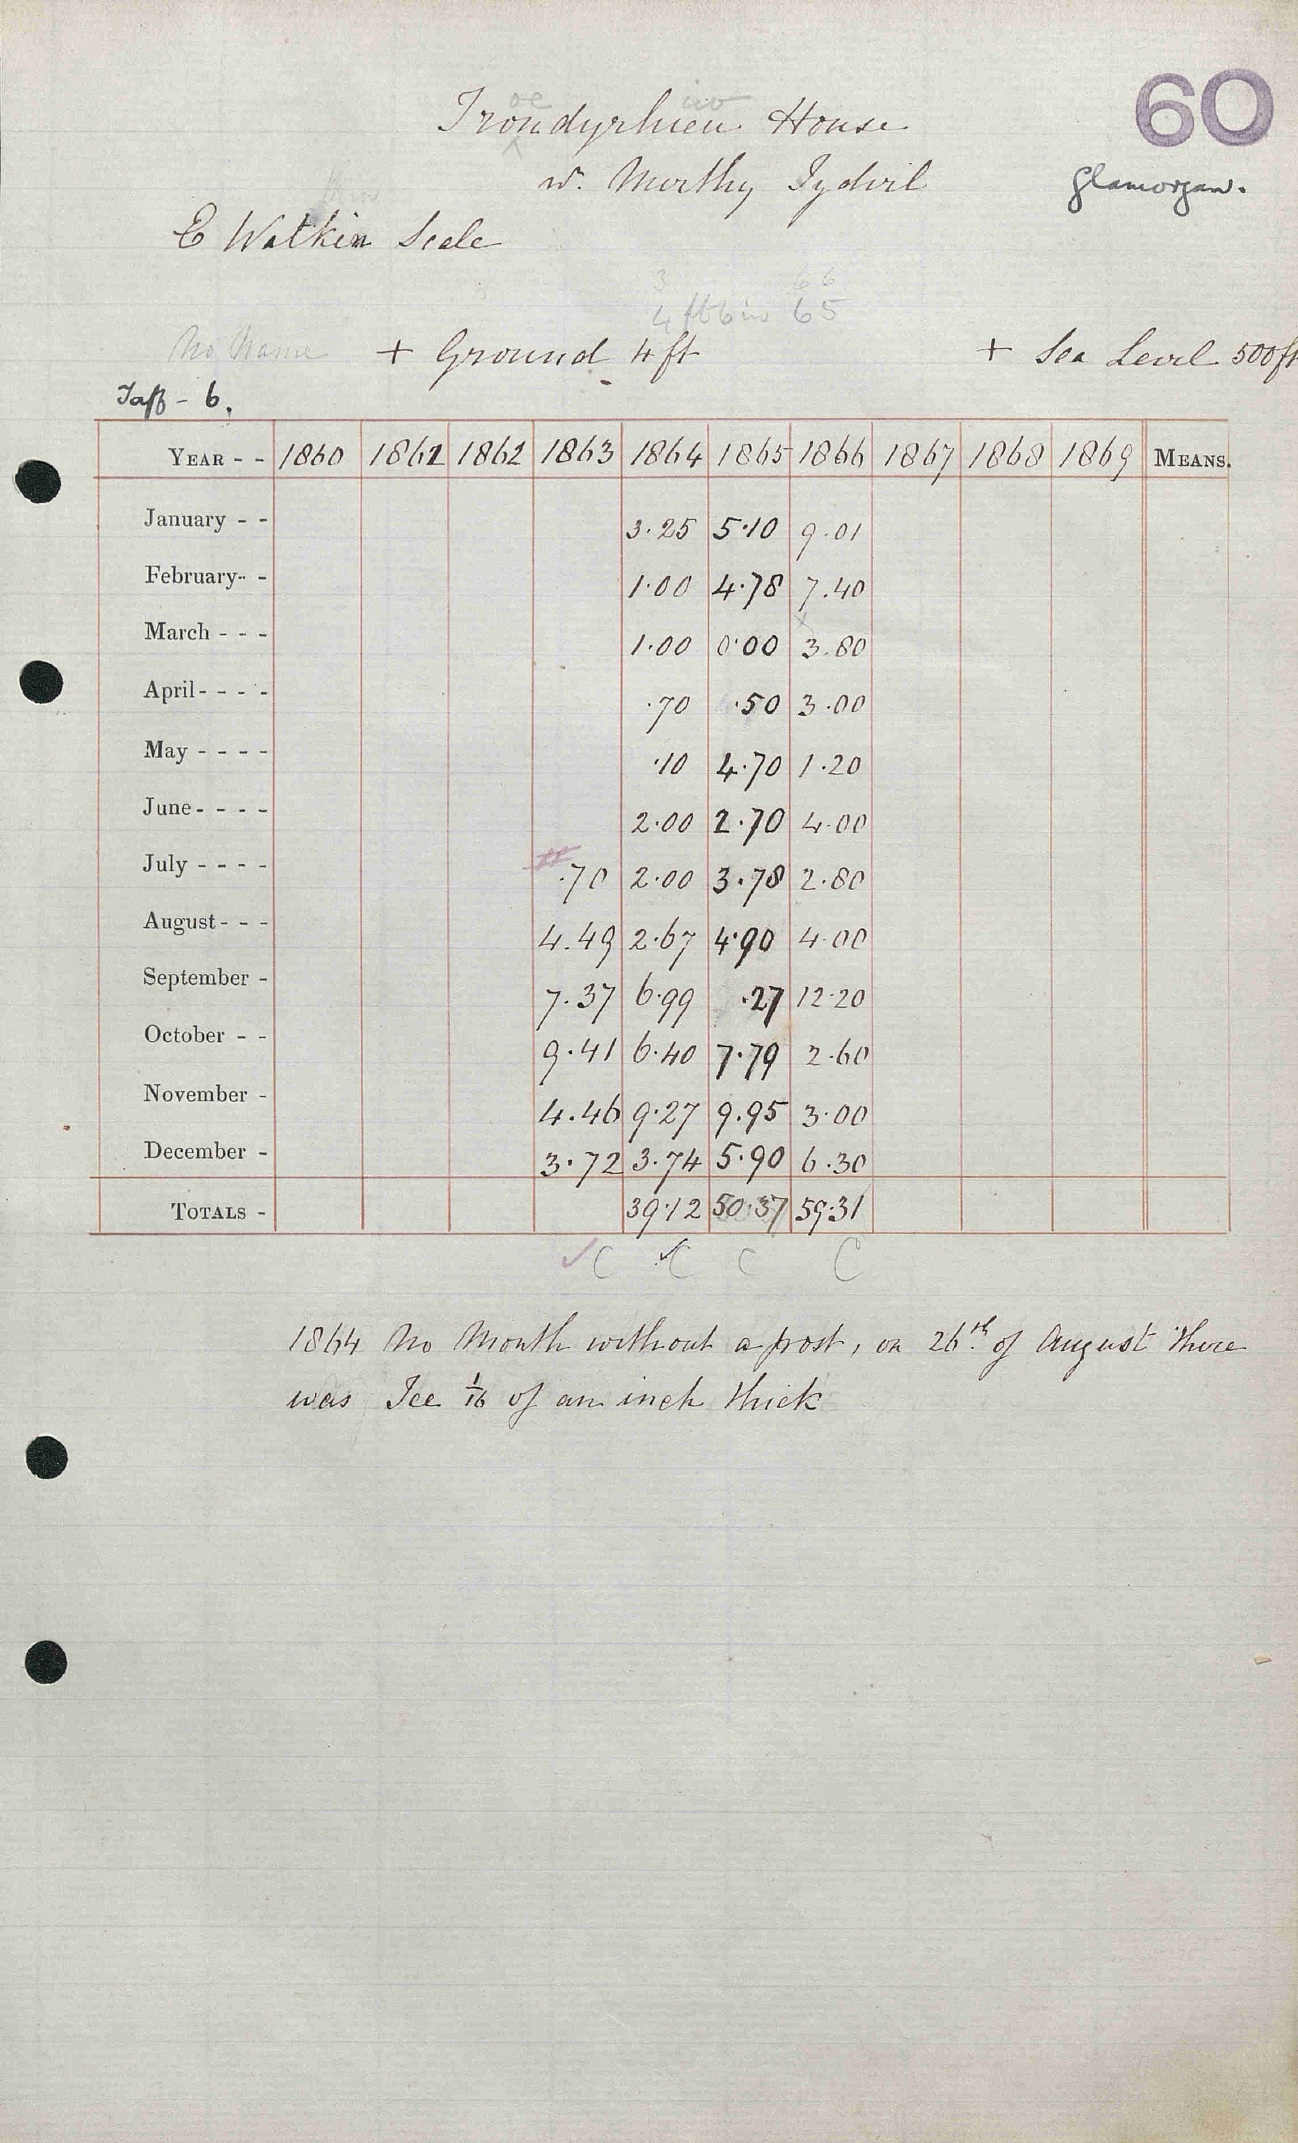 60
Trondyrhiew House
nr. Merthyr Tydvil
Glamorgan.
E Watkin Scale
3 66
4 ft 6 in 65
No Name + Ground 4 ft + Sea Level 500 ft
Taff - 6.
YEAR - - 1860 1861 1862 1863 1864 1865 1866 1867 1868 1869 MEANS.
January - - 3.25 5.10 9.01
February - - 1.00 4.78 7.40
March - - - 1.00 0.00 3.80
April - - - - .70 .50 3.00
May - - - - .10 4.70 1.20
June - - - - 2.00 2.70 4.00
July - - - - .70 2.00 3.78 2.80
August - - - 4.49 2.67 4.90 4.00
September - 7.37 6.99 .27 12.20
October - - 9.41 6.40 7.79 2.60
November - 4.46 9.27 9.95 3.00
December - 3.72 3.74 5.90 6.30
TOTALS - 39.12 50.37 59.31
C C C C
1864 No Month without a frost, on 26th of August there
was Ice 1/16 of an inch thick